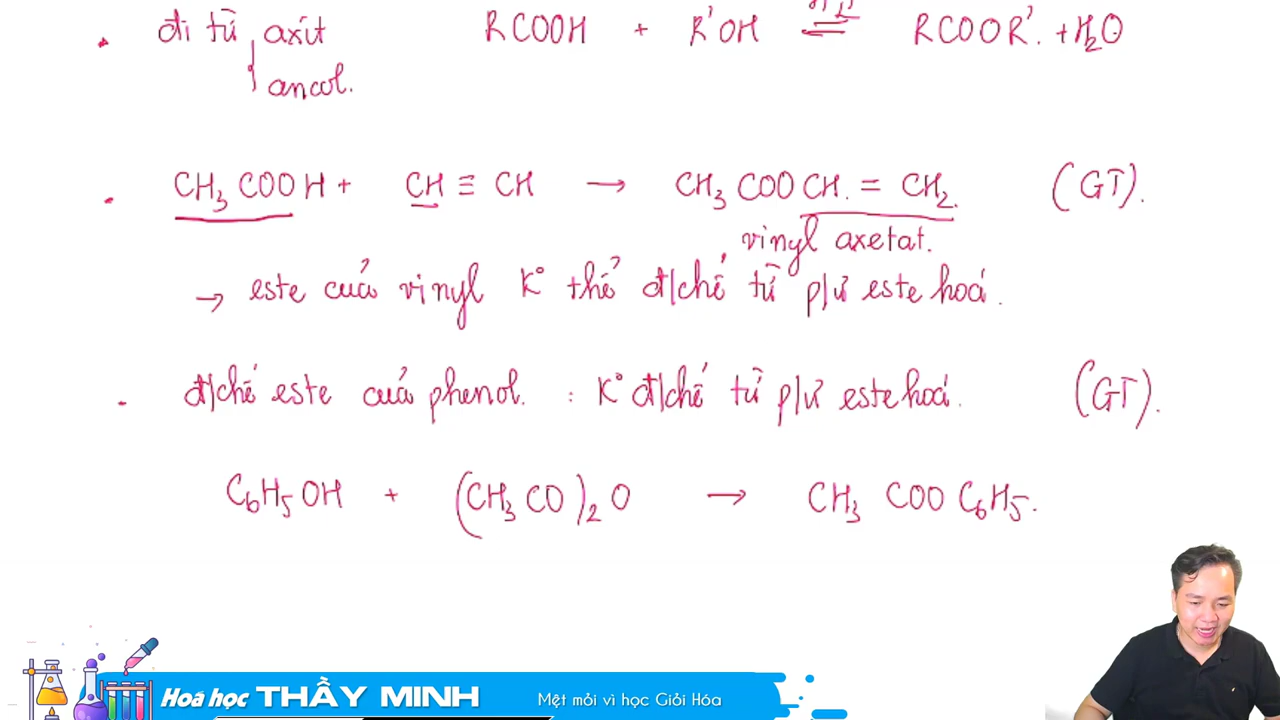 • đi từ axit RCOOH + R'OH ⇌ RCOOR'. + H₂O
ancol.
• CH₃COOH + CH ≡ CH → CH₃COOCH = CH₂. (GT).
vinyl axetat.
→ este của vinyl K° thể đ/chế từ p/ư este hoá.
• đ/chế este của phenol. : K° đ/chế từ p/ư este hoá. (GT).
C₆H₅OH + (CH₃CO)₂O → CH₃COOC₆H₅.
Hoá học THẦY MINH Mệt mỏi vì học Giỏi Hóa